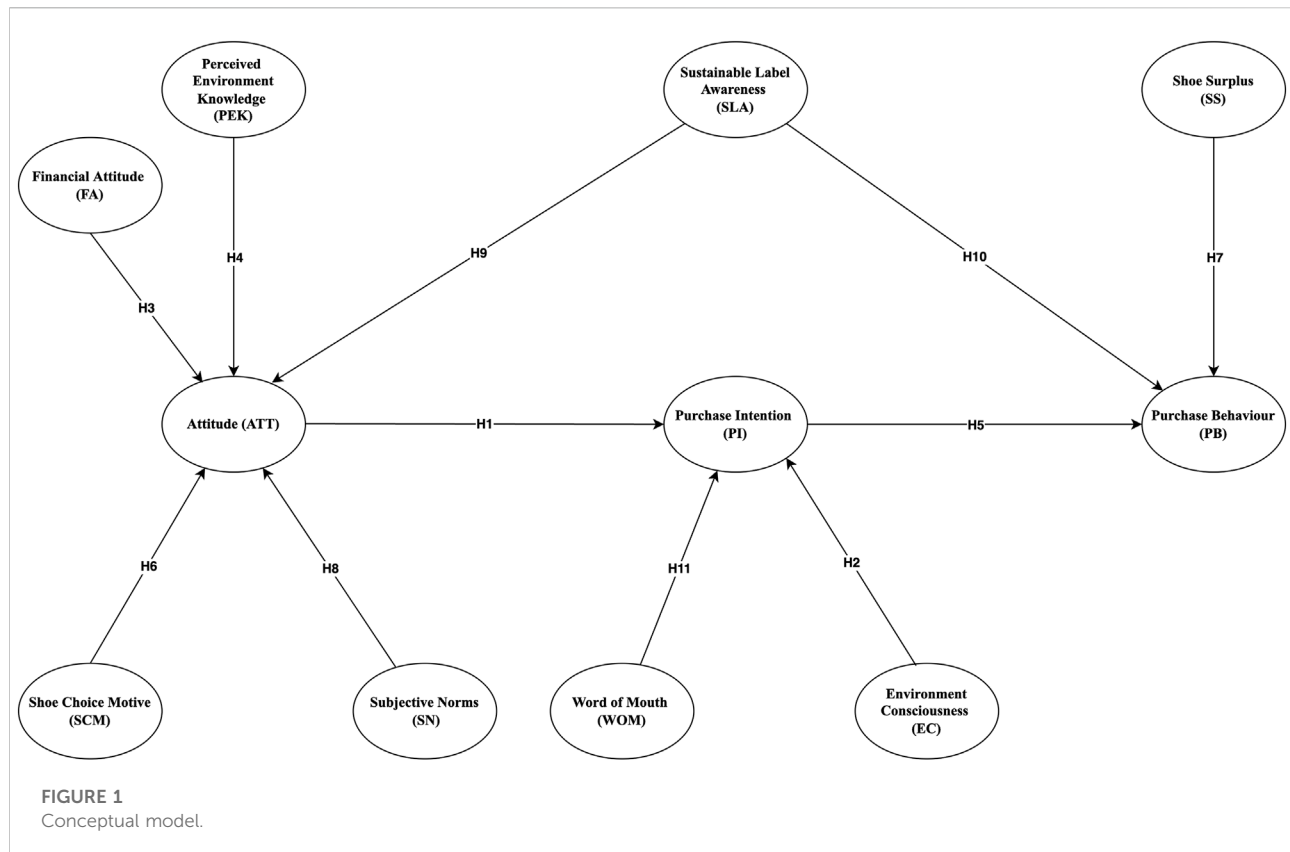 Perceived
Environment
Knowledge
(PEK)
Sustainable Label
Awareness
(SLA)
Shoe Surplus
(SS)
Financial Attitude
(FA)
H9
H10
H4
H7
H3
Attitude (ATT)
H1
Purchase Intention
(PI)
H5
Purchase Behaviour
(PB)
H6
H8
H11
H2
Shoe Choice Motive
(SCM)
Subjective Norms
(SN)
Word of Mouth
(WOM)
Environment
Consciousness
(EC)
FIGURE 1
Conceptual model.